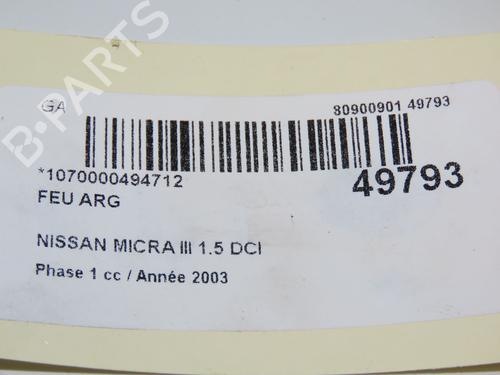 GA
80900901 49793
*1070000494712
49793
FEU ARG
NISSAN MICRA III 1.5 DCI
Phase 1 cc / Année 2003
B-PARTS